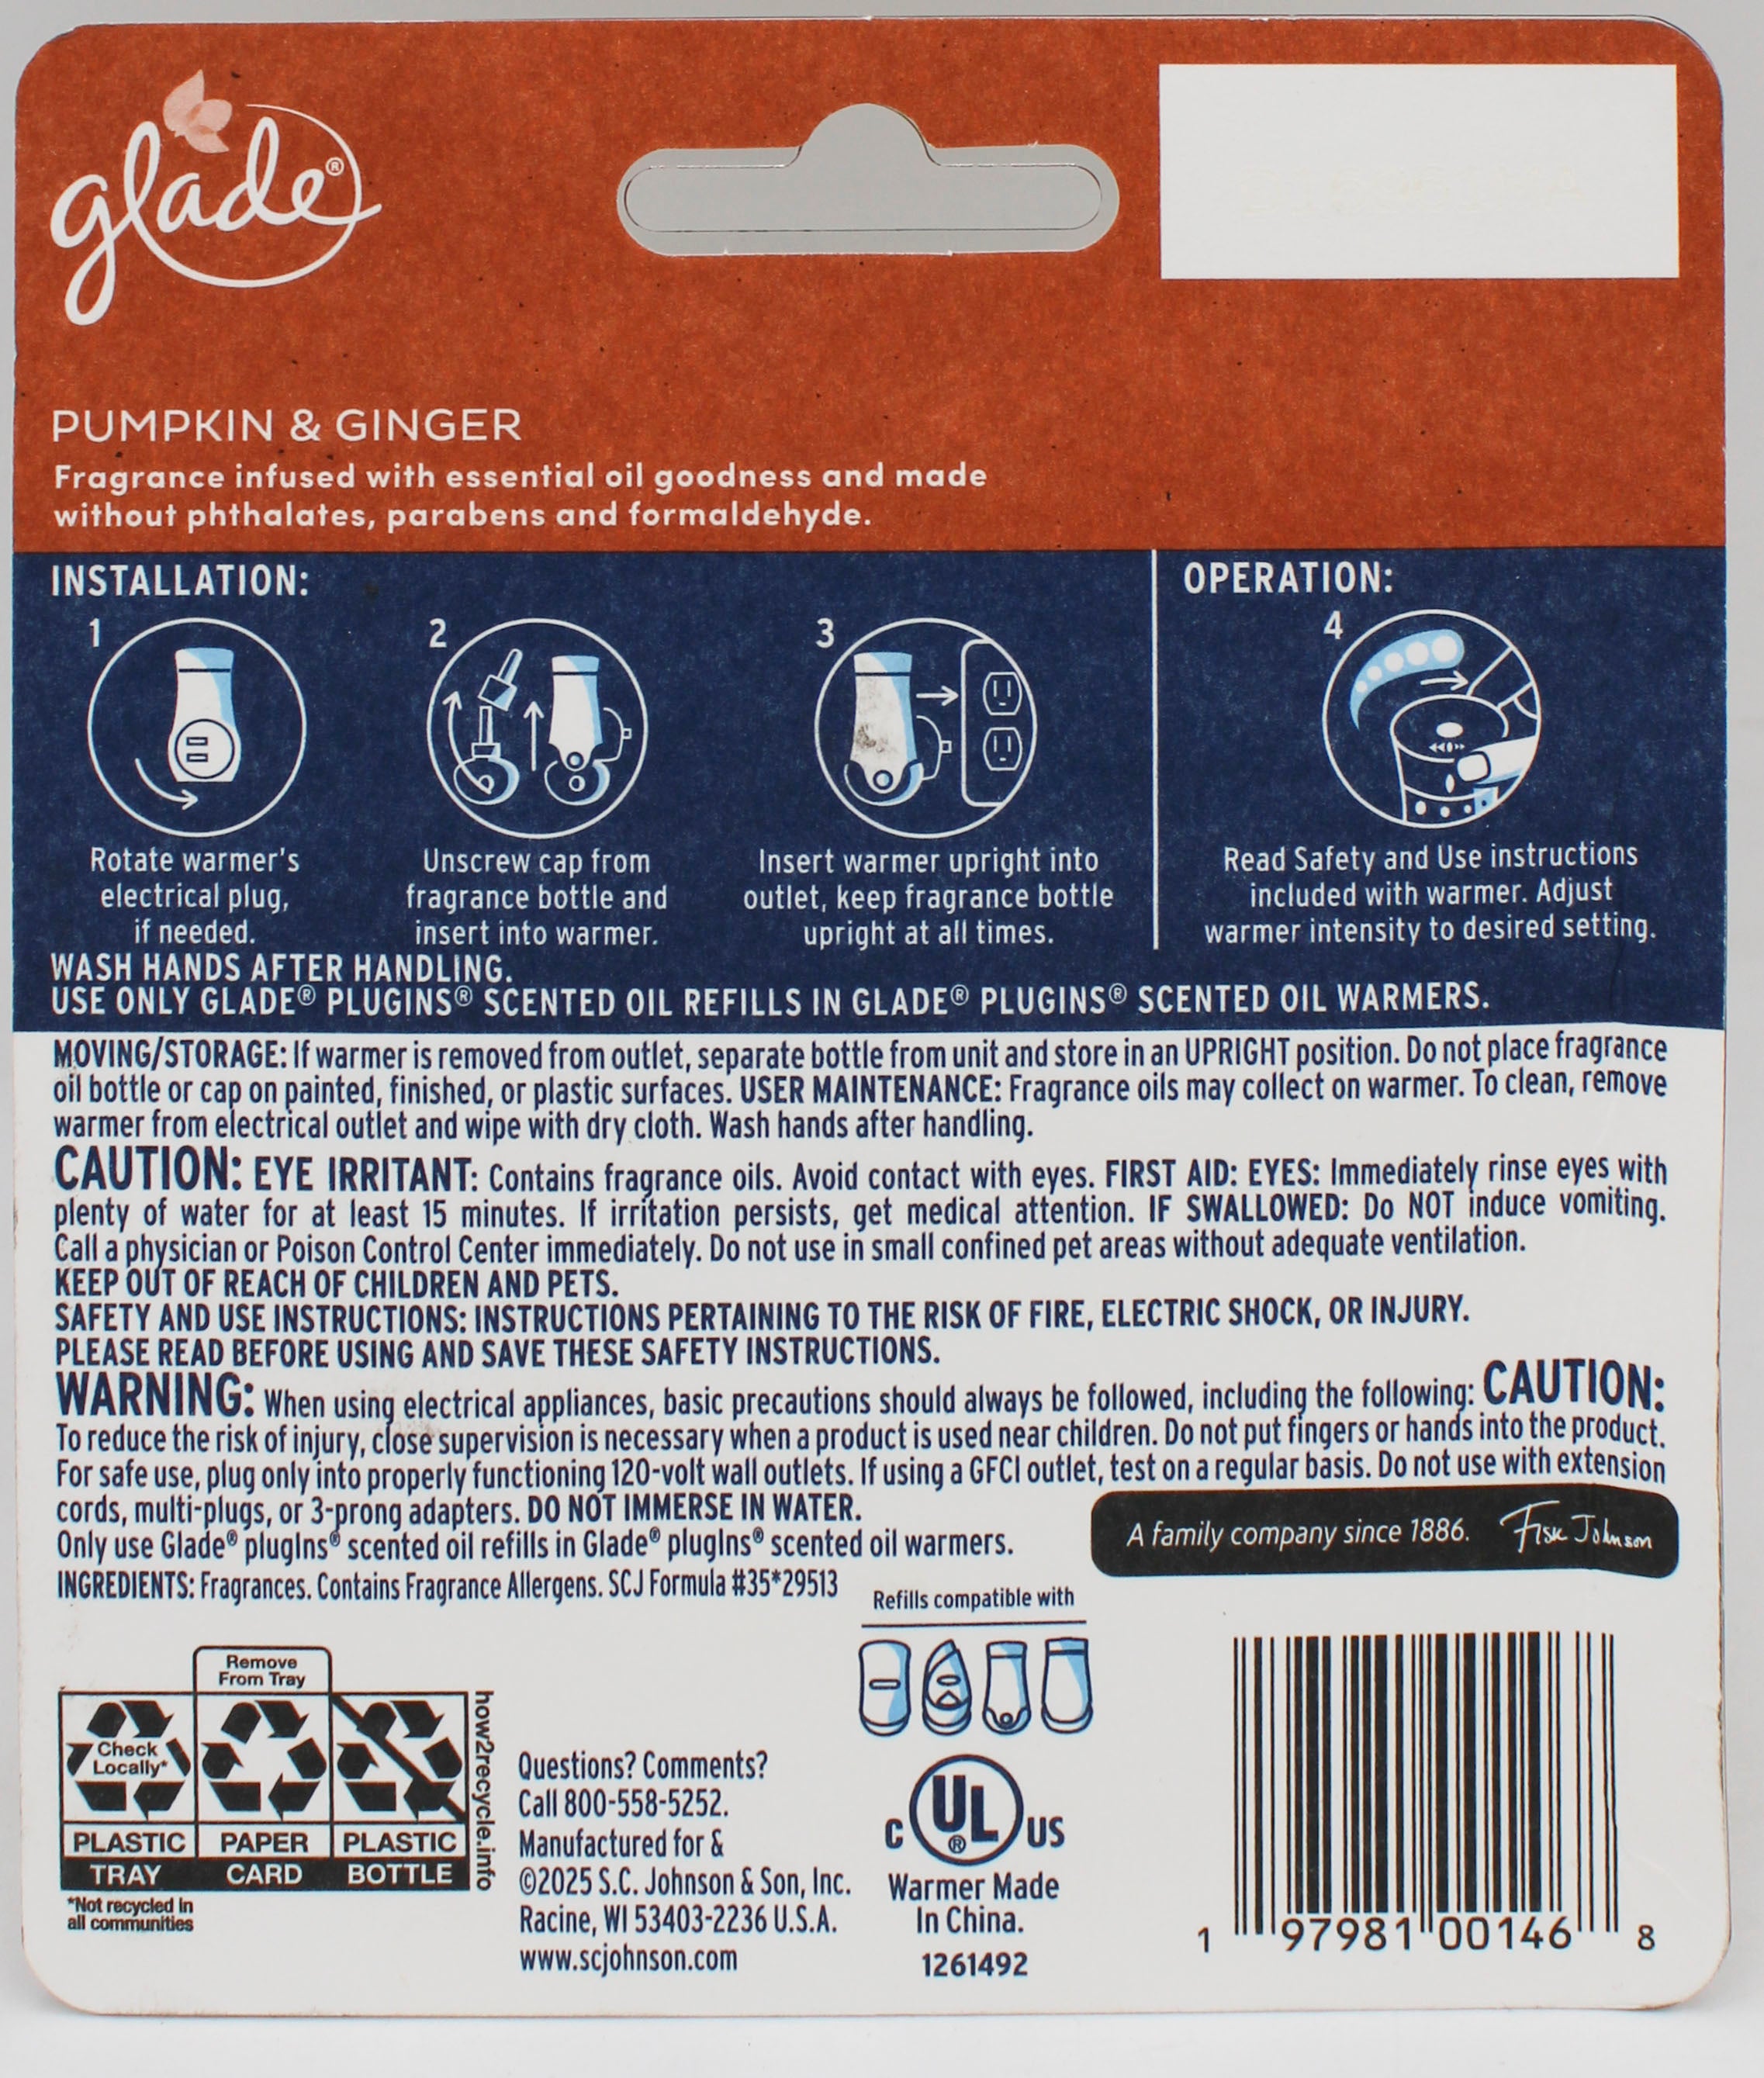 glade®
PUMPKIN & GINGER
Fragrance infused with essential oil goodness and made
without phthalates, parabens and formaldehyde.
INSTALLATION:
1
Rotate warmer's
electrical plug,
if needed.
2
Unscrew cap from
fragrance bottle and
insert into warmer.
3
Insert warmer upright into
outlet, keep fragrance bottle
upright at all times.
OPERATION:
4
Read Safety and Use instructions
included with warmer. Adjust
warmer intensity to desired setting.
WASH HANDS AFTER HANDLING.
USE ONLY GLADE® PLUGINS® SCENTED OIL REFILLS IN GLADE® PLUGINS® SCENTED OIL WARMERS.
MOVING/STORAGE: If warmer is removed from outlet, separate bottle from unit and store in an UPRIGHT position. Do not place fragrance
oil bottle or cap on painted, finished, or plastic surfaces. USER MAINTENANCE: Fragrance oils may collect on warmer. To clean, remove
warmer from electrical outlet and wipe with dry cloth. Wash hands after handling.
CAUTION: EYE IRRITANT: Contains fragrance oils. Avoid contact with eyes. FIRST AID: EYES: Immediately rinse eyes with
plenty of water for at least 15 minutes. If irritation persists, get medical attention. IF SWALLOWED: Do NOT induce vomiting.
Call a physician or Poison Control Center immediately. Do not use in small confined pet areas without adequate ventilation.
KEEP OUT OF REACH OF CHILDREN AND PETS.
SAFETY AND USE INSTRUCTIONS: INSTRUCTIONS PERTAINING TO THE RISK OF FIRE, ELECTRIC SHOCK, OR INJURY.
PLEASE READ BEFORE USING AND SAVE THESE SAFETY INSTRUCTIONS.
WARNING: When using electrical appliances, basic precautions should always be followed, including the following: CAUTION:
To reduce the risk of injury, close supervision is necessary when a product is used near children. Do not put fingers or hands into the product.
For safe use, plug only into properly functioning 120-volt wall outlets. If using a GFCI outlet, test on a regular basis. Do not use with extension
cords, multi-plugs, or 3-prong adapters. DO NOT IMMERSE IN WATER.
Only use Glade® plugIns® scented oil refills in Glade® plugIns® scented oil warmers.
A family company since 1886. Fisk Johnson
INGREDIENTS: Fragrances. Contains Fragrance Allergens. SCJ Formula #35*29513
Refills compatible with
Remove
From Tray
Check
Locally*
PLASTIC
TRAY
PAPER
CARD
PLASTIC
BOTTLE
how2recycle.info
*Not recycled in
all communities
Questions? Comments?
Call 800-558-5252.
Manufactured for &
©2025 S.C. Johnson & Son, Inc.
Racine, WI 53403-2236 U.S.A.
www.scjohnson.com
C UL® US
Warmer Made
In China.
1261492
1 97981 00146 8